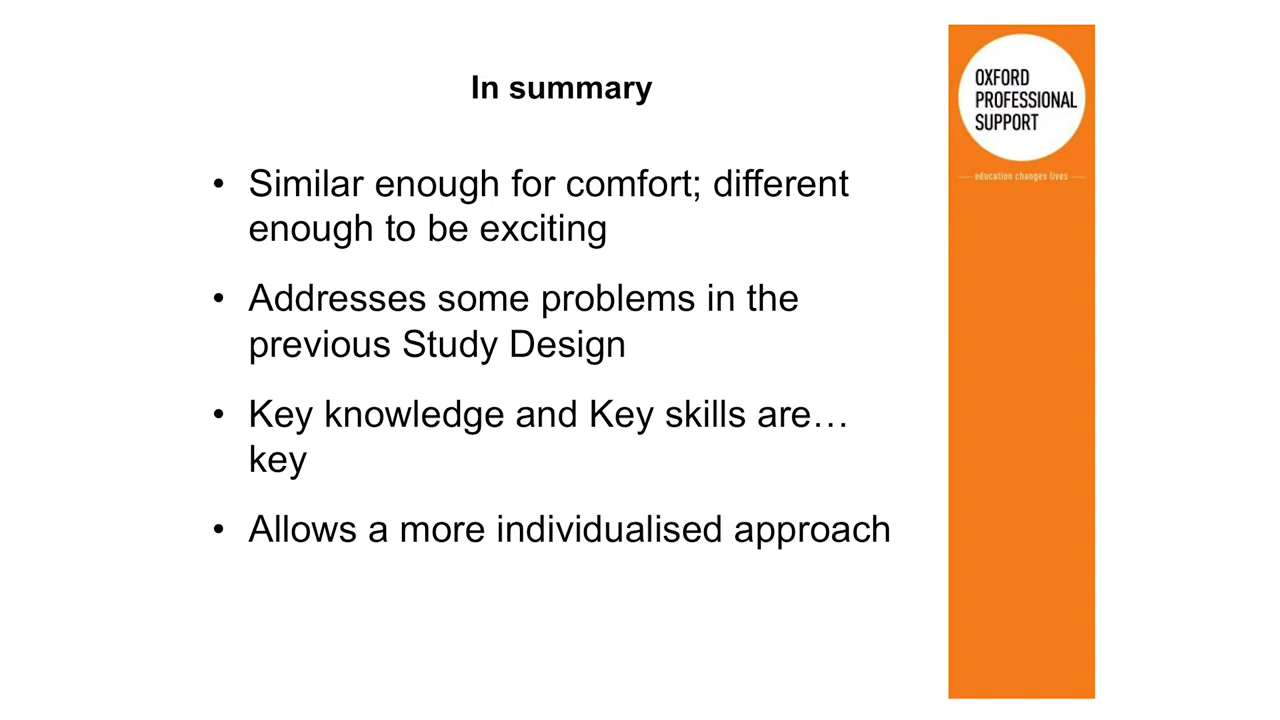 In summary
• Similar enough for comfort; different
enough to be exciting
• Addresses some problems in the
previous Study Design
• Key knowledge and Key skills are…
key
• Allows a more individualised approach
OXFORD
PROFESSIONAL
SUPPORT
education changes lives